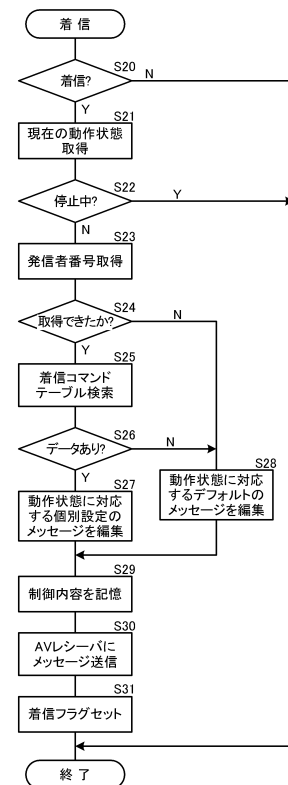 着 信
S20
着信?
N
Y
S21
現在の動作状態
取得
S22
停止中?
Y
N
S23
発信者番号取得
S24
取得できたか?
N
Y
S25
着信コマンド
テーブル検索
S26
データあり?
N
Y
S27
動作状態に対応
する個別設定の
メッセージを編集
S28
動作状態に対応
するデフォルトの
メッセージを編集
S29
制御内容を記憶
S30
AVレシーバに
メッセージ送信
S31
着信フラグセット
終 了